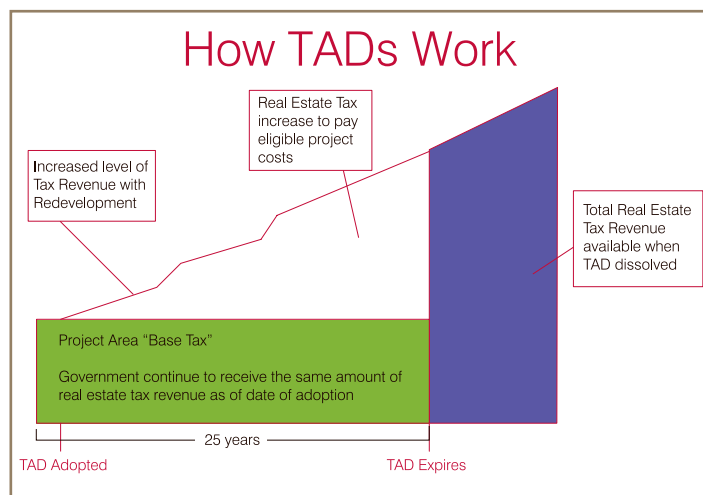 How TADs Work
Real Estate Tax
increase to pay
eligible project
costs
Increased level of
Tax Revenue with
Redevelopment
Total Real Estate
Tax Revenue
available when
TAD dissolved
Project Area “Base Tax”
Government continue to receive the same amount of
real estate tax revenue as of date of adoption
25 years
TAD Adopted
TAD Expires